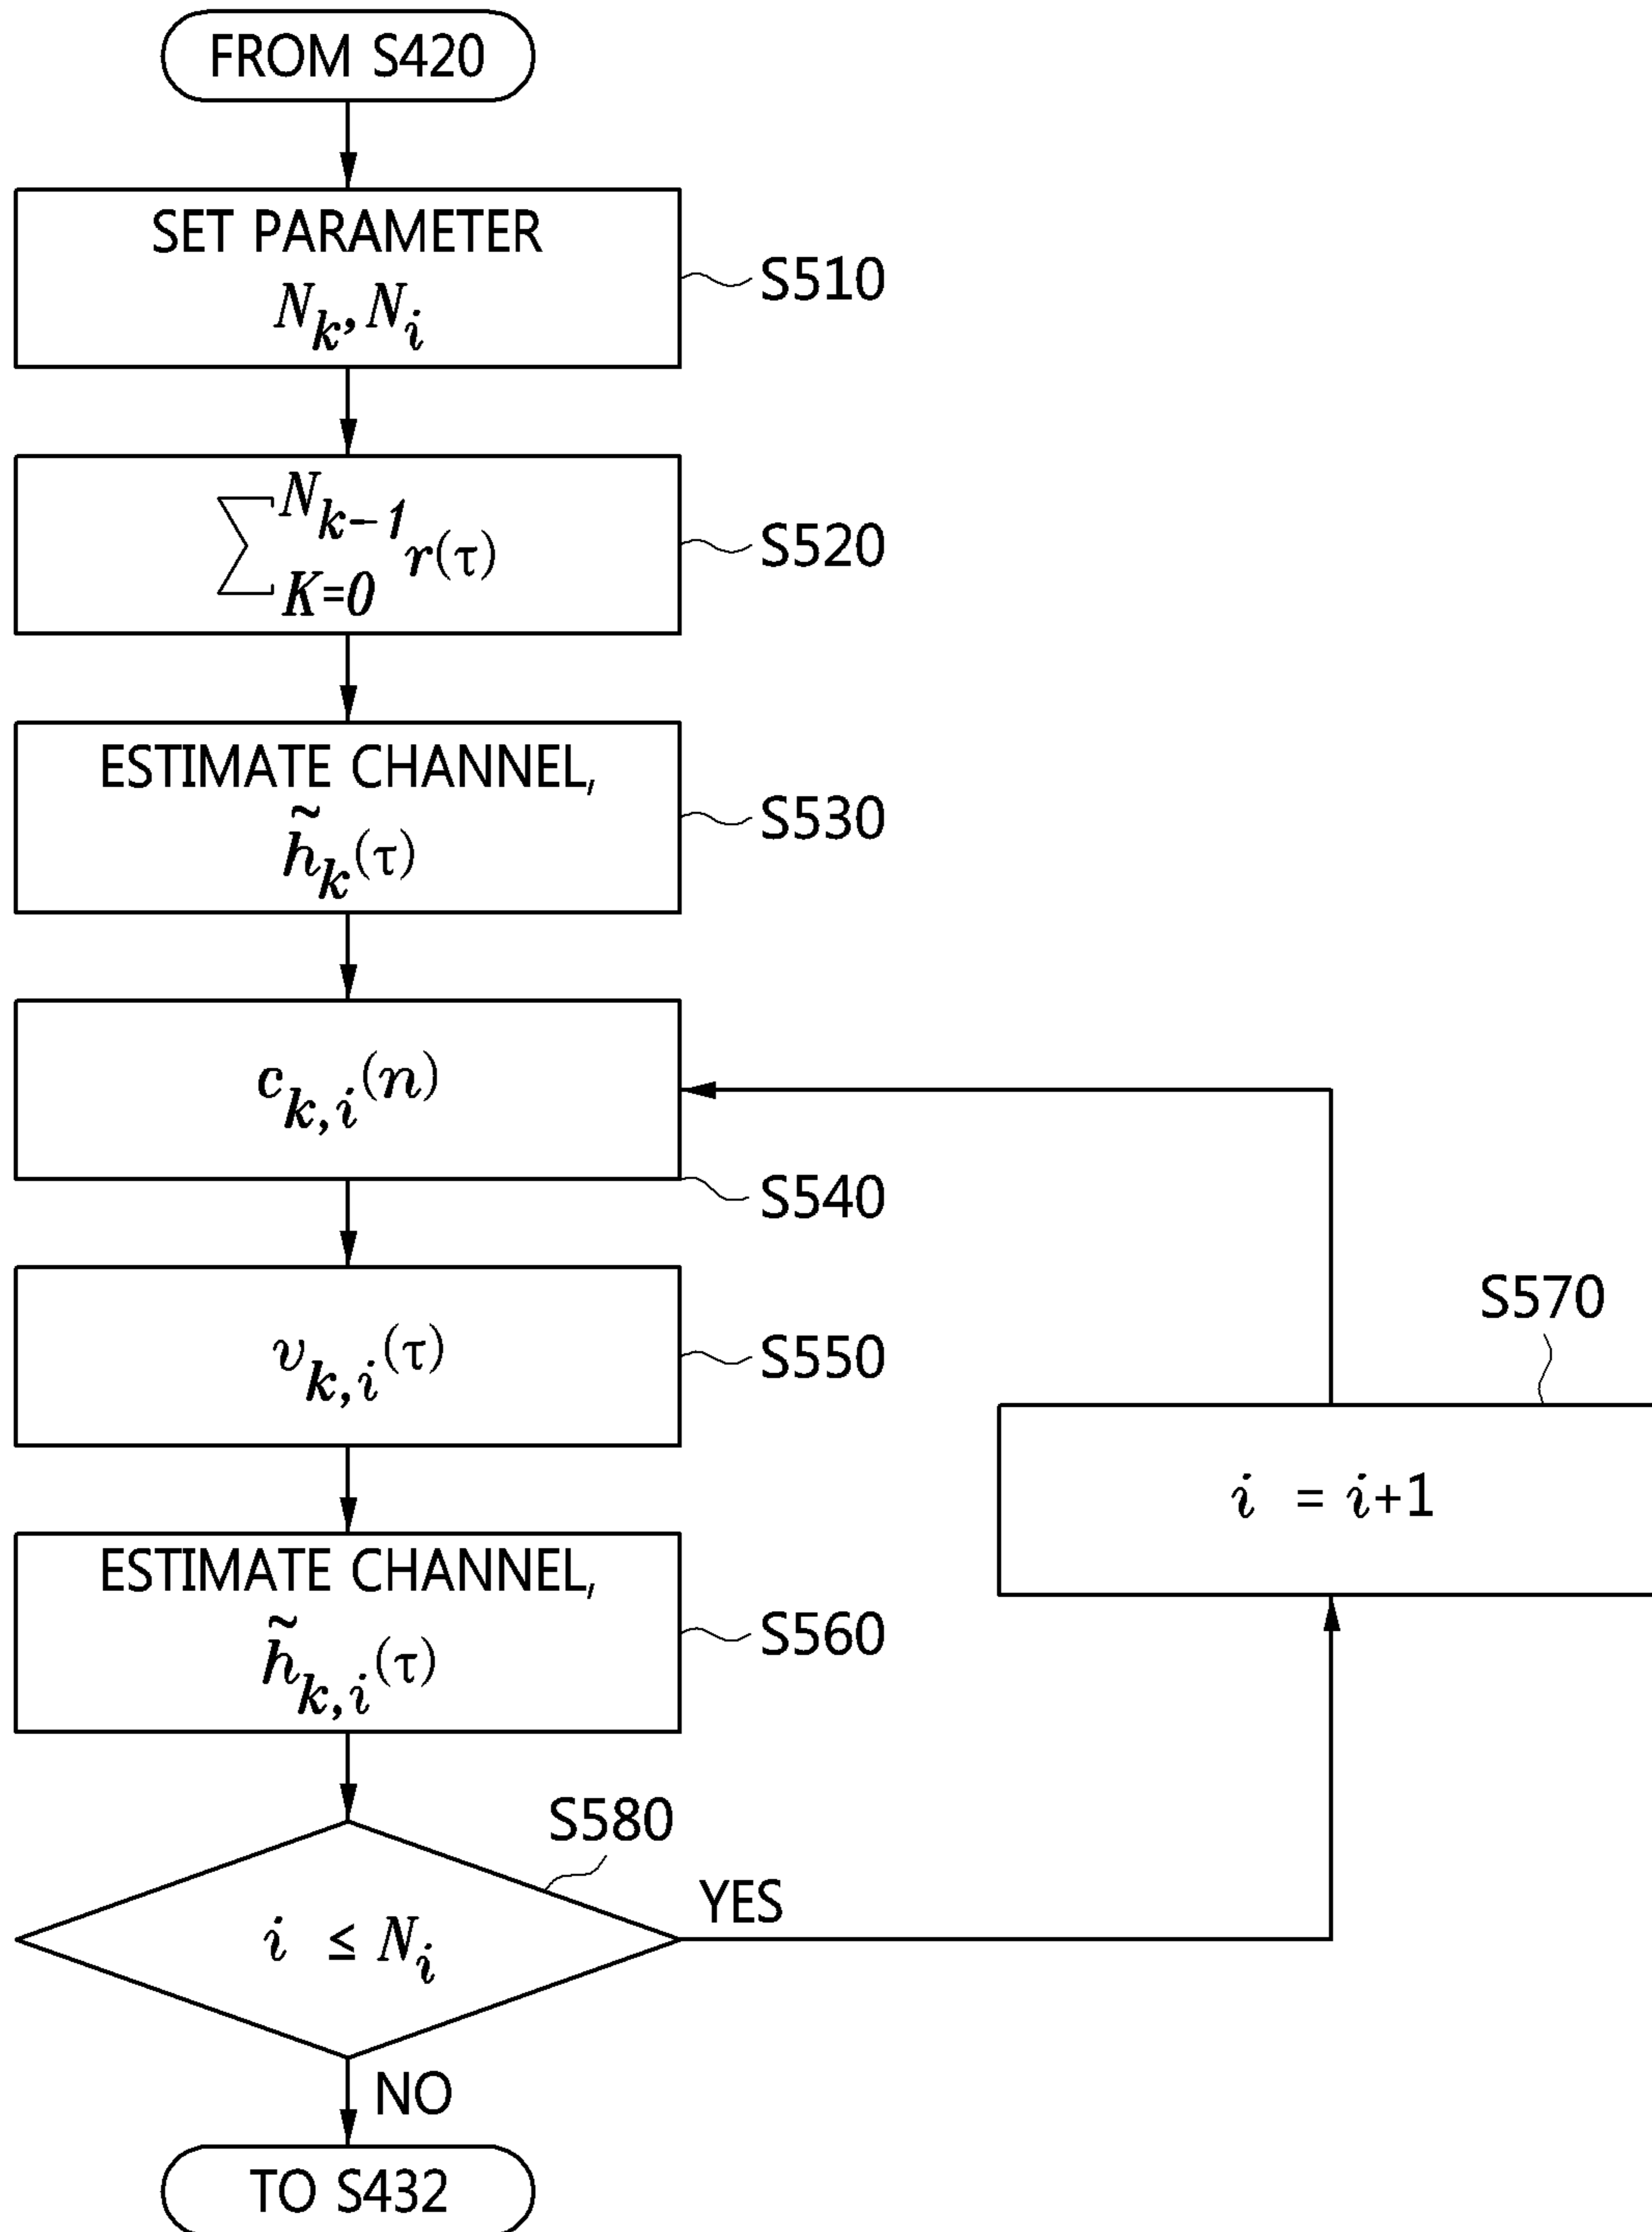 FROM S420
SET PARAMETER
N_k, N_i
S510
∑_{K=0}^{N_{k-1}} r(τ)
S520
ESTIMATE CHANNEL,
h̃_k(τ)
S530
c_{k,i}(n)
S540
v_{k,i}(τ)
S550
S570
i = i+1
ESTIMATE CHANNEL,
h̃_{k,i}(τ)
S560
S580
i ≤ N_i
YES
NO
TO S432